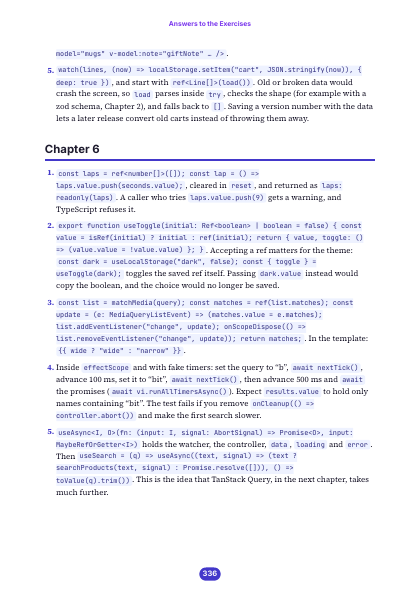 Answers to the Exercises
model="mugs" v-model:note="giftNote" … />.
5. watch(lines, (now) => localStorage.setItem("cart", JSON.stringify(now)), {
deep: true }), and start with ref<Line[]>(load()). Old or broken data would
crash the screen, so load parses inside try, checks the shape (for example with a
zod schema, Chapter 2), and falls back to []. Saving a version number with the data
lets a later release convert old carts instead of throwing them away.
Chapter 6
1. const laps = ref<number[]>([]); const lap = () =>
laps.value.push(seconds.value);, cleared in reset, and returned as laps:
readonly(laps). A caller who tries laps.value.push(9) gets a warning, and
TypeScript refuses it.
2. export function useToggle(initial: Ref<boolean> | boolean = false) { const
value = isRef(initial) ? initial : ref(initial); return { value, toggle: ()
=> (value.value = !value.value) }; }. Accepting a ref matters for the theme:
const dark = useLocalStorage("dark", false); const { toggle } =
useToggle(dark); toggles the saved ref itself. Passing dark.value instead would
copy the boolean, and the choice would no longer be saved.
3. const list = matchMedia(query); const matches = ref(list.matches); const
update = (e: MediaQueryListEvent) => (matches.value = e.matches);
list.addEventListener("change", update); onScopeDispose(() =>
list.removeEventListener("change", update)); return matches;. In the template:
{{ wide ? "wide" : "narrow" }}.
4. Inside effectScope and with fake timers: set the query to “b”, await nextTick(),
advance 100 ms, set it to “bit”, await nextTick(), then advance 500 ms and await
the promises (await vi.runAllTimersAsync()). Expect results.value to hold only
names containing “bit”. The test fails if you remove onCleanup(() =>
controller.abort()) and make the first search slower.
5. useAsync<I, O>(fn: (input: I, signal: AbortSignal) => Promise<O>, input:
MaybeRefOrGetter<I>) holds the watcher, the controller, data, loading and error.
Then useSearch = (q) => useAsync((text, signal) => (text ?
searchProducts(text, signal) : Promise.resolve([])), () =>
toValue(q).trim()). This is the idea that TanStack Query, in the next chapter, takes
much further.
336